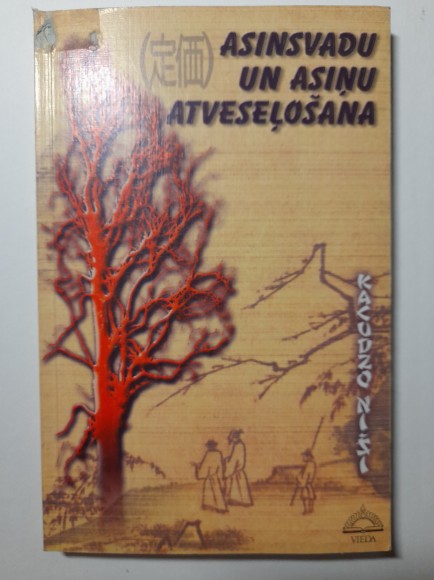 (定価)
ASINSVADU
UN ASIŅU
ATVESEĻOŠANA
KACUDZO NIŠI
VIEDA